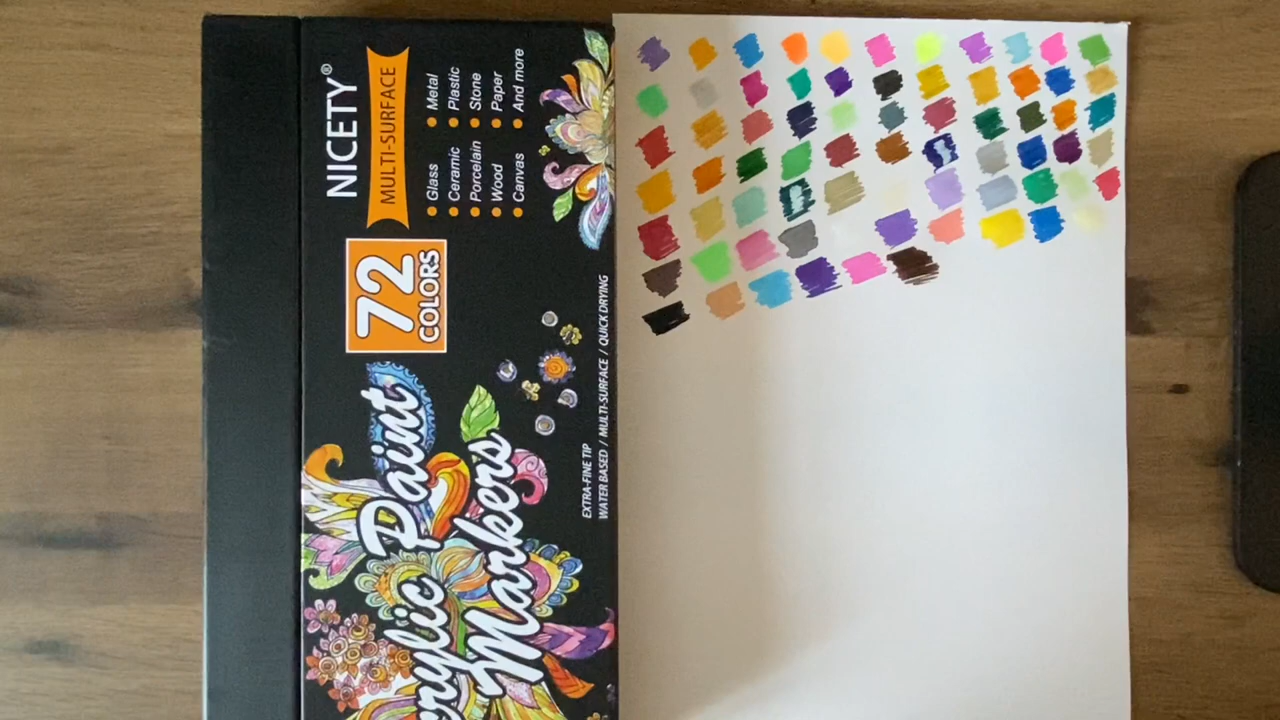 NICETY®
MULTI-SURFACE
Glass
Ceramic
Porcelain
Wood
Canvas
Metal
Plastic
Stone
Paper
And more
72
COLORS
Paint
Markers
EXTRA-FINE TIP
WATER BASED / MULTI-SURFACE / QUICK DRYING